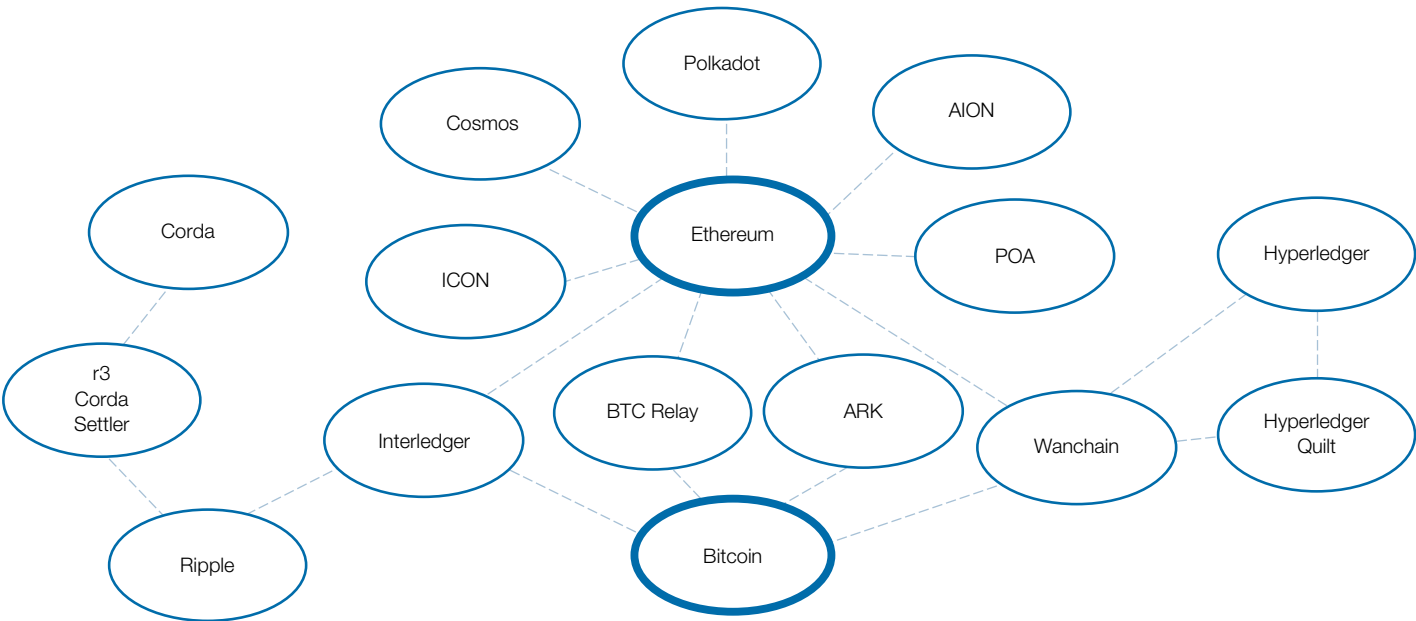 Polkadot
AION
Cosmos
Corda
Ethereum
Hyperledger
POA
ICON
r3
Corda
Settler
BTC Relay
ARK
Interledger
Wanchain
Hyperledger
Quilt
Bitcoin
Ripple